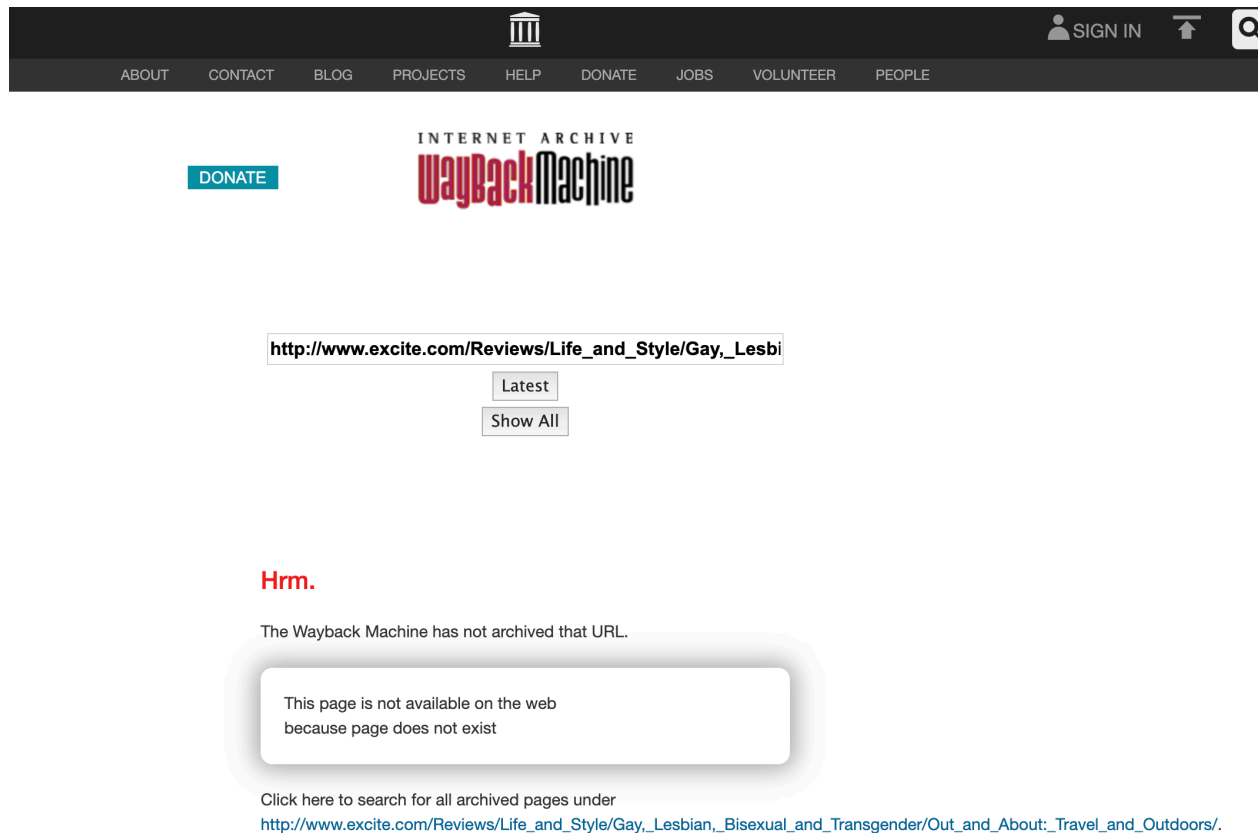 SIGN IN
ABOUT CONTACT BLOG PROJECTS HELP DONATE JOBS VOLUNTEER PEOPLE
INTERNET ARCHIVE
WayBackMachine
DONATE
http://www.excite.com/Reviews/Life_and_Style/Gay,_Lesbi
Latest
Show All
Hrm.
The Wayback Machine has not archived that URL.
This page is not available on the web
because page does not exist
Click here to search for all archived pages under
http://www.excite.com/Reviews/Life_and_Style/Gay,_Lesbian,_Bisexual_and_Transgender/Out_and_About:_Travel_and_Outdoors/.